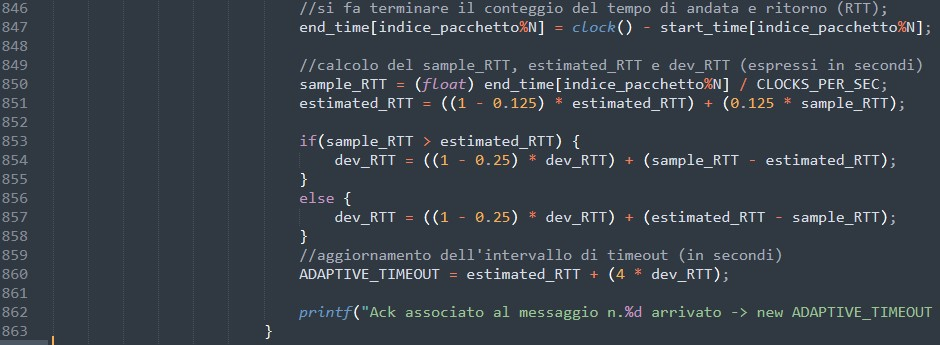 846 //si fa terminare il conteggio del tempo di andata e ritorno (RTT);
847 end_time[indice_pacchetto%N] = clock() - start_time[indice_pacchetto%N];
848
849 //calcolo del sample_RTT, estimated_RTT e dev_RTT (espressi in secondi)
850 sample_RTT = (float) end_time[indice_pacchetto%N] / CLOCKS_PER_SEC;
851 estimated_RTT = ((1 - 0.125) * estimated_RTT) + (0.125 * sample_RTT);
852
853 if(sample_RTT > estimated_RTT) {
854 dev_RTT = ((1 - 0.25) * dev_RTT) + (sample_RTT - estimated_RTT);
855 }
856 else {
857 dev_RTT = ((1 - 0.25) * dev_RTT) + (estimated_RTT - sample_RTT);
858 }
859 //aggiornamento dell'intervallo di timeout (in secondi)
860 ADAPTIVE_TIMEOUT = estimated_RTT + (4 * dev_RTT);
861
862 printf("Ack associato al messaggio n.%d arrivato -> new ADAPTIVE_TIMEOUT
863 }